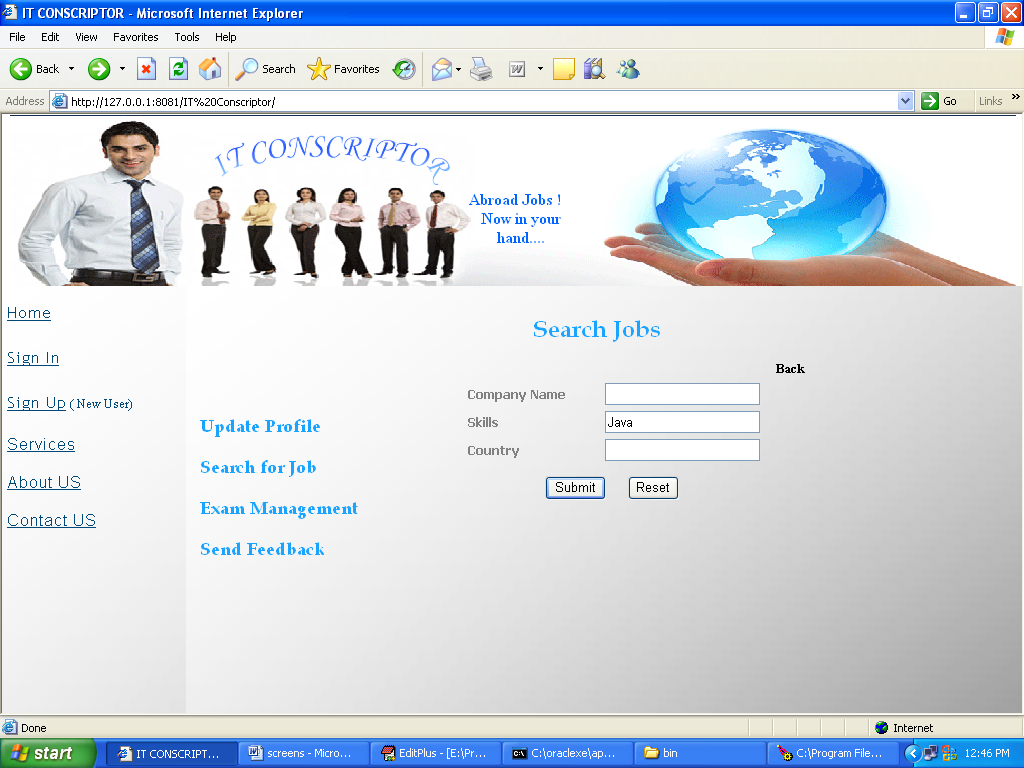 IT CONSCRIPTOR - Microsoft Internet Explorer
File Edit View Favorites Tools Help
Back Search Favorites
Address http://127.0.0.1:8081/IT%20Conscriptor/ Go Links »
IT CONSCRIPTOR
Abroad Jobs !
Now in your
hand....
Home
Sign In
Sign Up ( New User)
Services
About US
Contact US
Update Profile
Search for Job
Exam Management
Send Feedback
Search Jobs
Back
Company Name
Skills Java
Country
Submit Reset
Done Internet
start IT CONSCRIPT... screens - Micro... EditPlus - [E:\Pr... C:\oraclexe\ap... bin C:\Program File... 12:46 PM